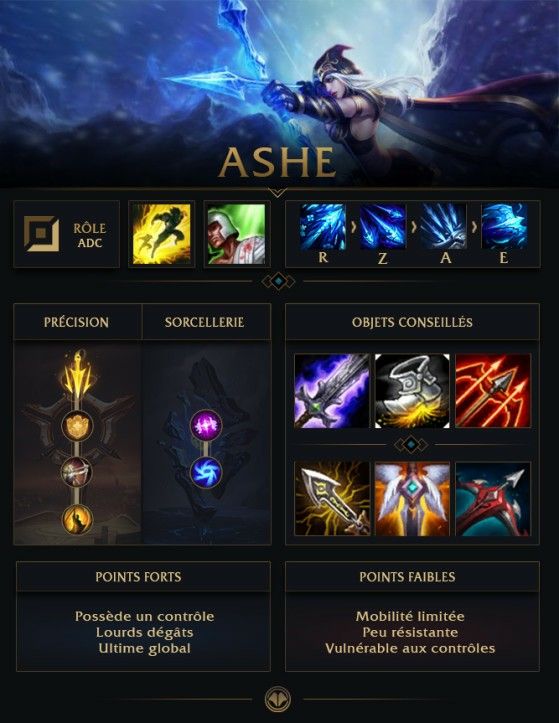 ASHE
RÔLE
ADC
R Z A E
PRÉCISION
SORCELLERIE
OBJETS CONSEILLÉS
POINTS FORTS
Possède un contrôle
Lourds dégâts
Ultime global
POINTS FAIBLES
Mobilité limitée
Peu résistante
Vulnérable aux contrôles